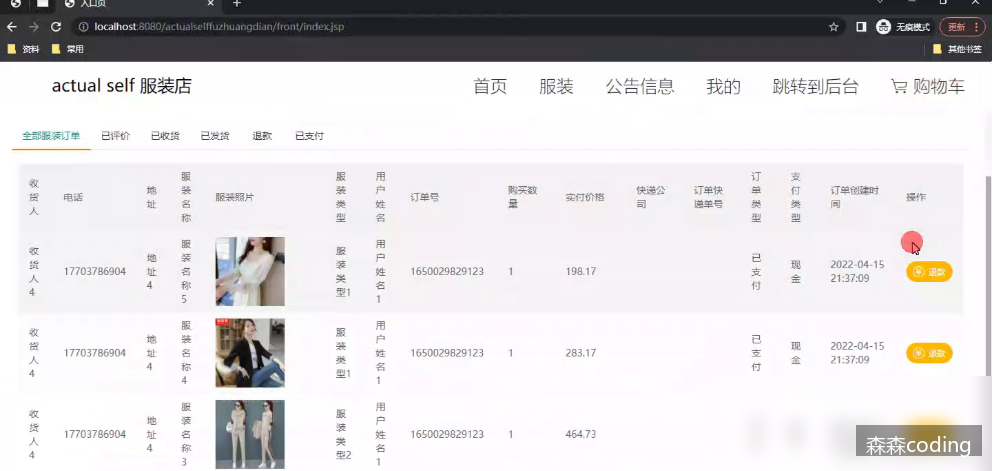 入口页
localhost:8080/actualselffuzhuangdian/front/index.jsp
无痕模式
更新
资料
常用
其他书签
actual self 服装店
首页
服装
公告信息
我的
跳转到后台
购物车
全部服装订单
已评价
已收货
已发货
退款
已支付
收货人 电话 地址 服装名称 服装照片 服装类型 用户姓名 订单号 购买数量 实付价格 快递公司 订单快递单号 订单类型 支付类型 订单创建时间 操作
收货人4 17703786904 地址4 服装名称5 服装类型1 用户姓名1 1650029829123 1 198.17 已支付 现金 2022-04-15 21:37:09 退款
收货人4 17703786904 地址4 服装名称4 服装类型1 用户姓名1 1650029829123 1 283.17 已支付 现金 2022-04-15 21:37:09 退款
收货人4 17703786904 地址4 服装名称3 服装类型2 用户姓名1 1650029829123 1 464.73
森森coding